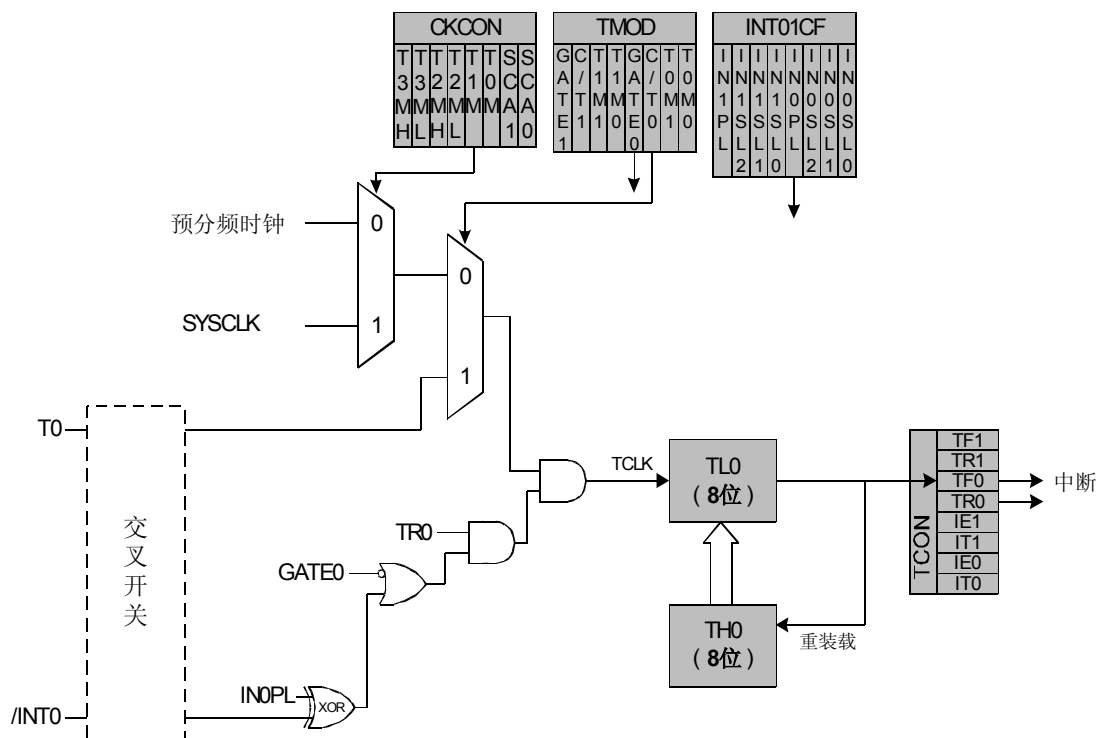 CKCON
T3MH
T3ML
T2MH
T2ML
T1M
T0M
SCA1
SCA0
TMOD
GATE1
C/T1
T1M1
T1M0
GATE0
C/T0
T0M1
T0M0
INT01CF
IN1PL
IN1SL2
IN1SL1
IN1SL0
IN0PL
IN0SL2
IN0SL1
IN0SL0
预分频时钟
0
SYSCLK
1
0
1
T0
交叉开关
/INT0
TR0
GATE0
IN0PL
XOR
TCLK
TL0
(8位)
TH0
(8位)
重装载
TCON
TF1
TR1
TF0
TR0
IE1
IT1
IE0
IT0
中断